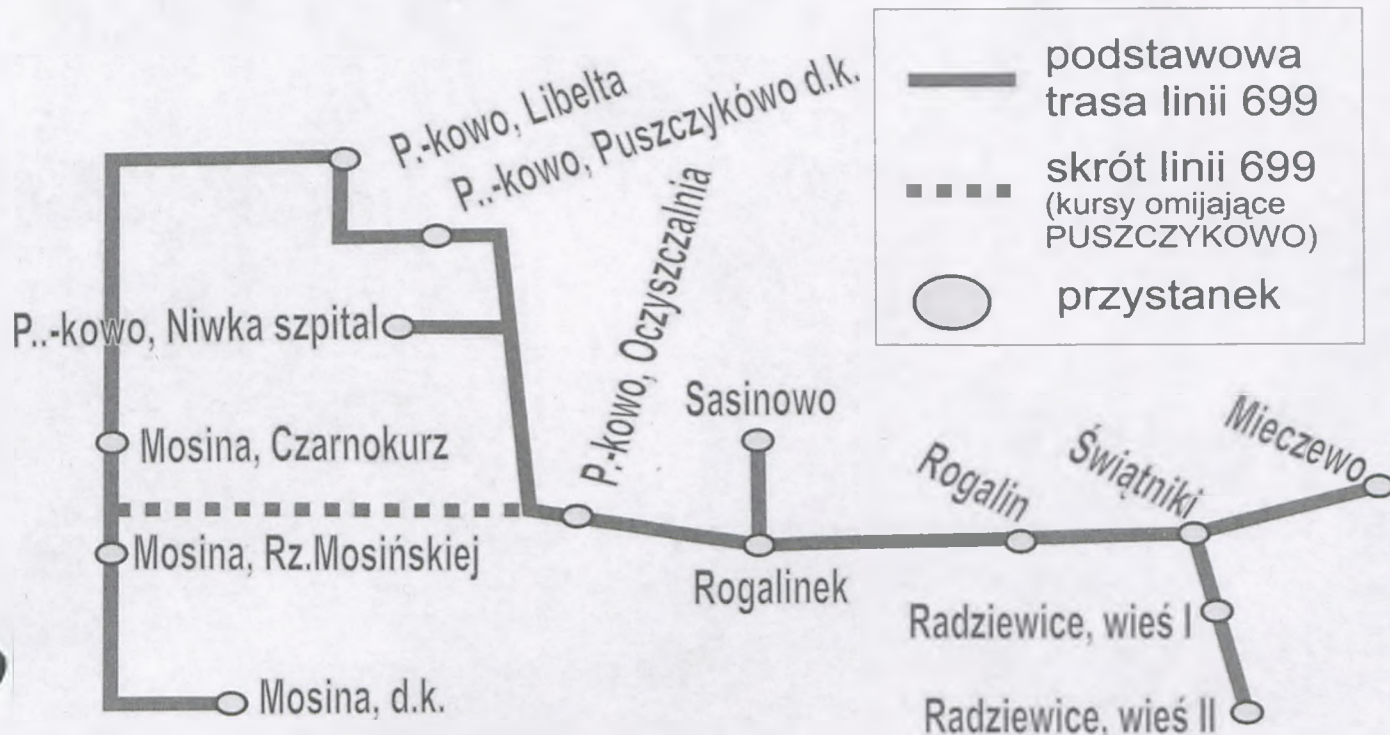 podstawowa
trasa linii 699
skrót linii 699
(kursy omijające
PUSZCZYKOWO)
przystanek
P.-kowo, Libelta
P..-kowo, Puszczykówo d.k.
P.-kowo, Oczyszczalnia
P..-kowo, Niwka szpital
Sasinowo
Mieczewo
Świątniki
Rogalin
Mosina, Czarnokurz
Mosina, Rz.Mosińskiej
Rogalinek
Radziewice, wieś I
Mosina, d.k.
Radziewice, wieś II